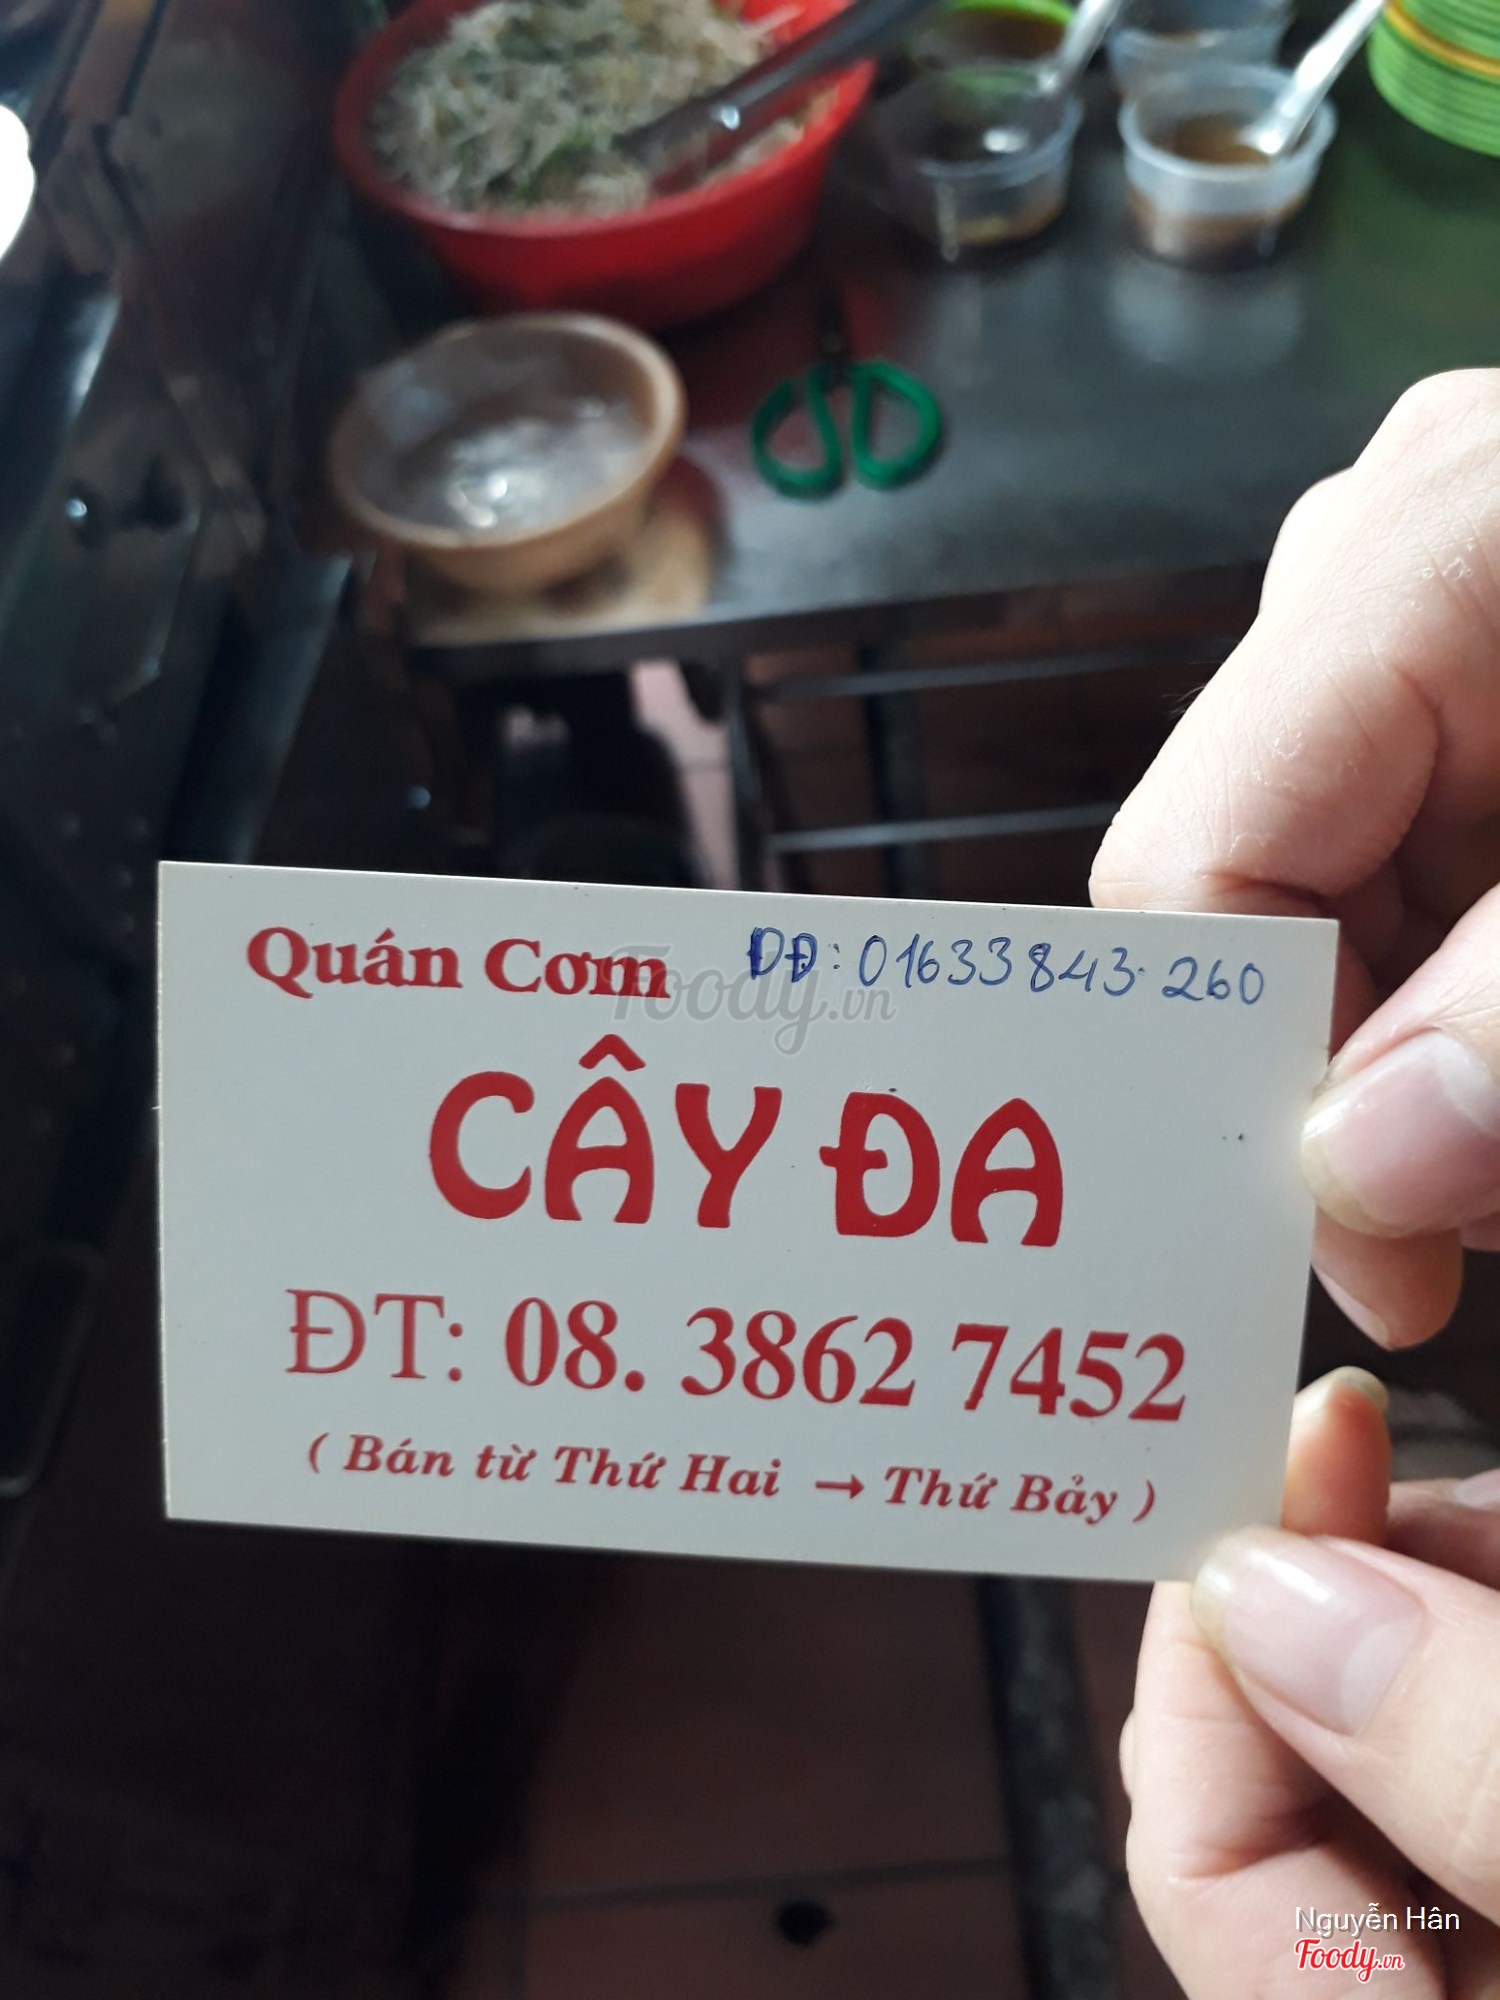 Quán Cơm ĐĐ: 01633843.260
CÂY ĐA
ĐT: 08. 3862 7452
( Bán từ Thứ Hai → Thứ Bảy )
Foody.vn
Nguyễn Hân
Foody.vn